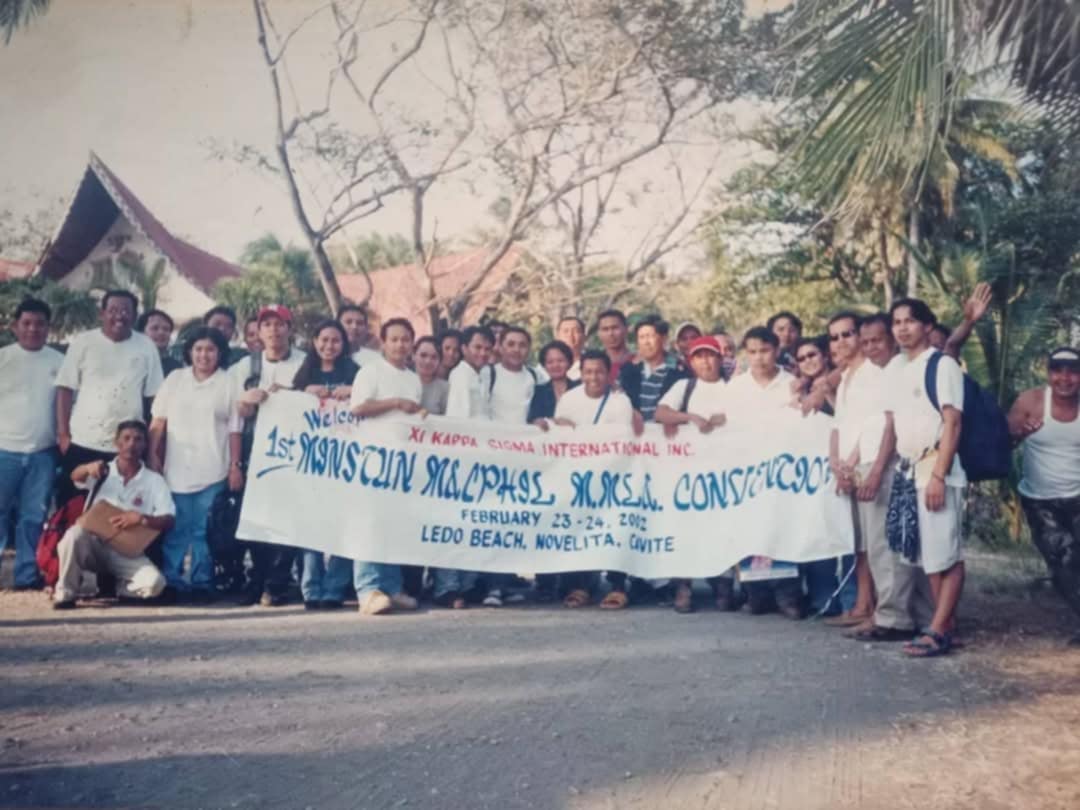 Welcome
XI KAPPA SIGMA INTERNATIONAL INC.
1st MINSTUN MACPHIL M.M.L.A. CONVENTION
FEBRUARY 23-24, 2002
LEDO BEACH, NOVELITA, CAVITE